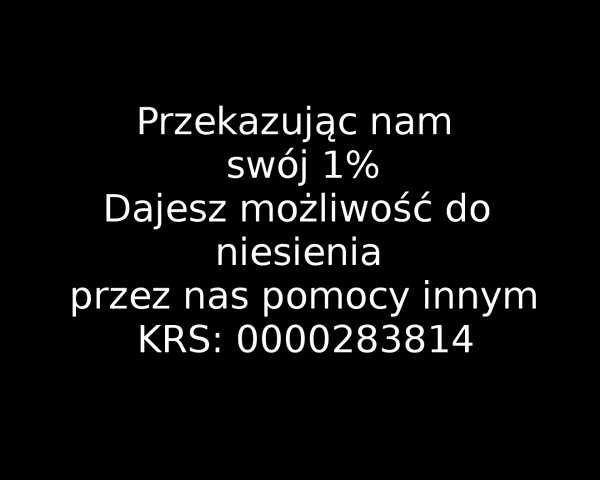 Przekazując nam
swój 1%
Dajesz możliwość do
niesienia
przez nas pomocy innym
KRS: 0000283814